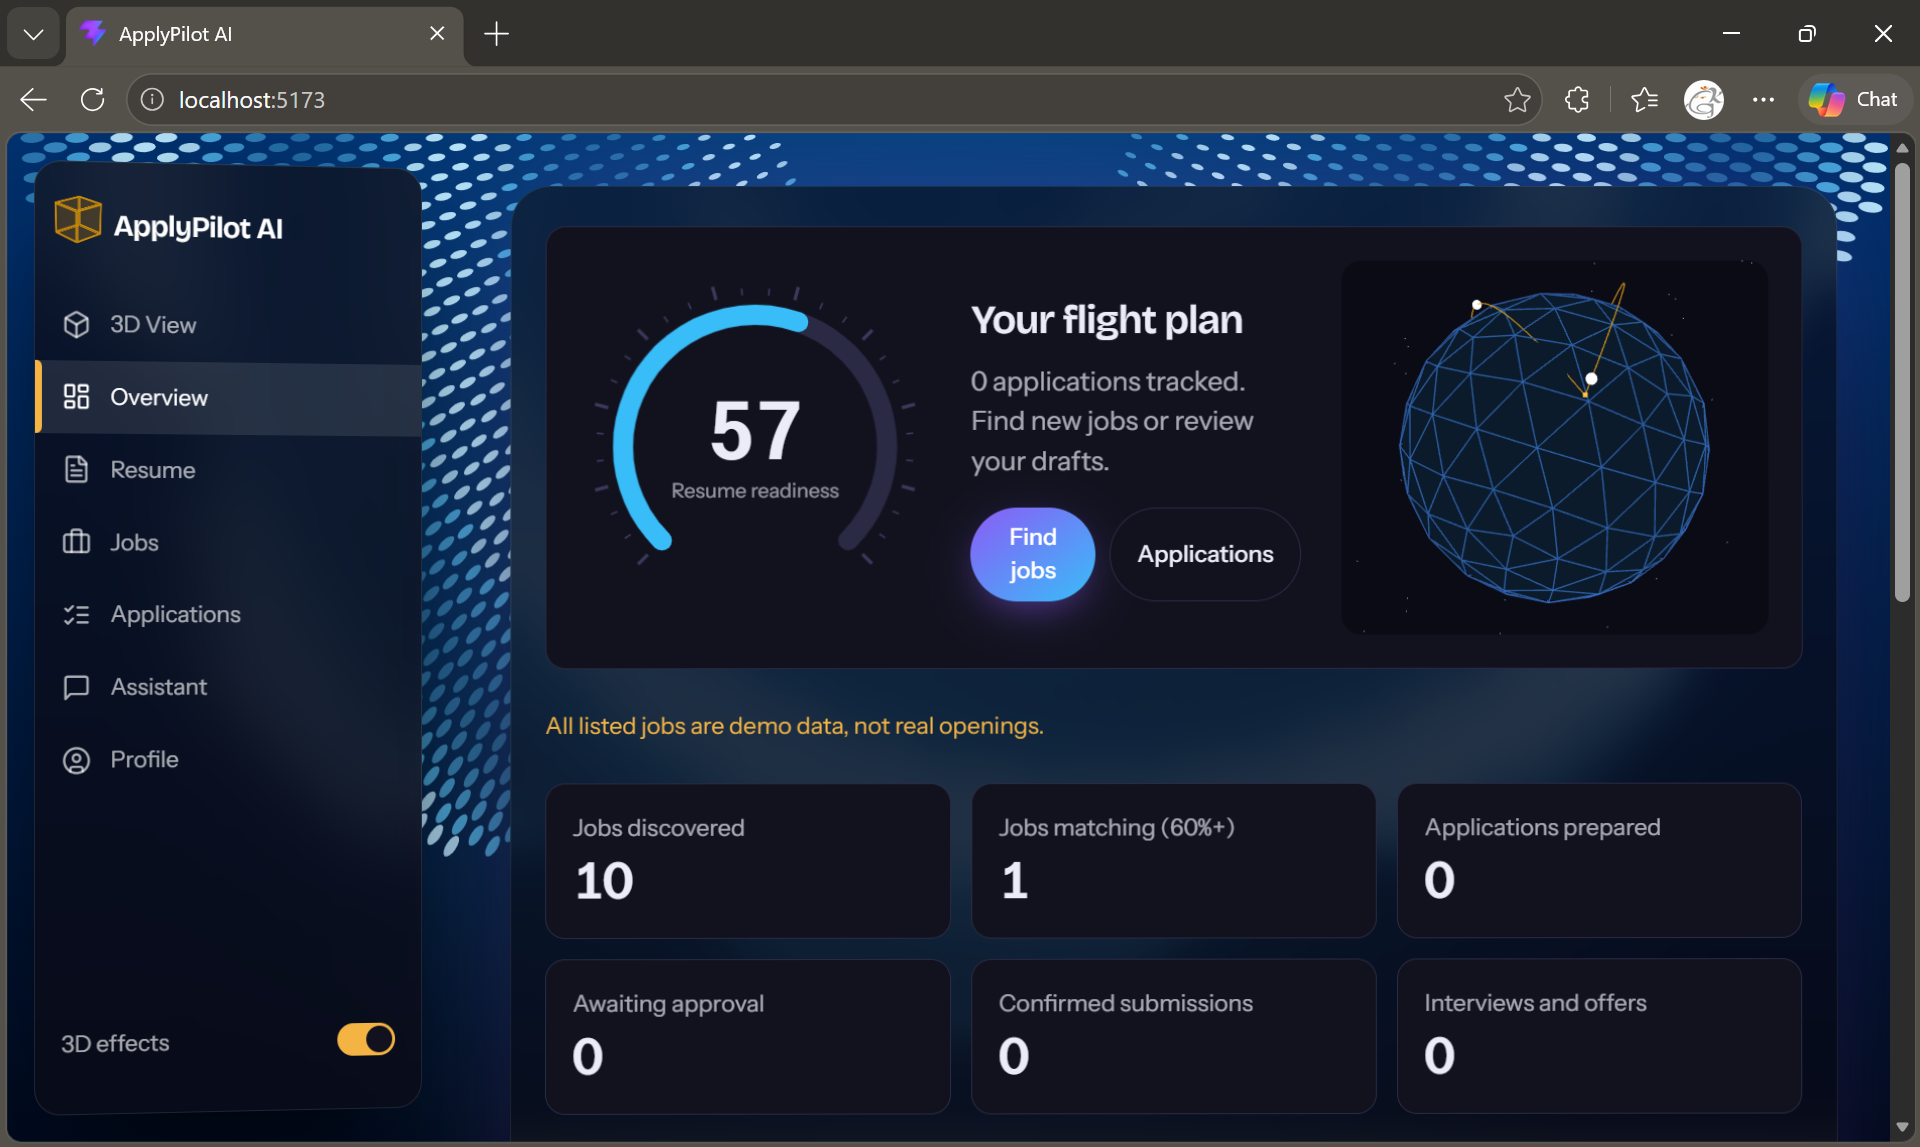 ApplyPilot AI
localhost:5173
Chat
ApplyPilot AI
3D View
Overview
Resume
Jobs
Applications
Assistant
Profile
3D effects
57
Resume readiness
Your flight plan
0 applications tracked.
Find new jobs or review
your drafts.
Find
jobs
Applications
All listed jobs are demo data, not real openings.
Jobs discovered
10
Jobs matching (60%+)
1
Applications prepared
0
Awaiting approval
0
Confirmed submissions
0
Interviews and offers
0